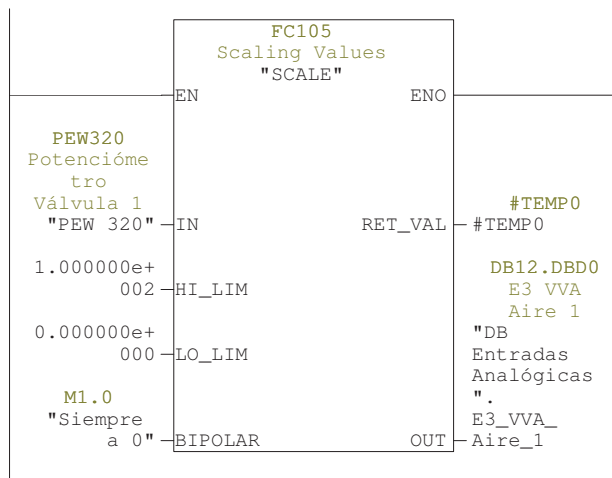 FC105
Scaling Values
"SCALE"
EN ENO
PEW320
Potencióme
tro
Válvula 1
"PEW 320" IN
#TEMP0
RET_VAL #TEMP0
1.000000e+
002 HI_LIM
0.000000e+
000 LO_LIM
M1.0
"Siempre
a 0" BIPOLAR
DB12.DBD0
E3 VVA
Aire 1
"DB
Entradas
Analógicas
".
E3_VVA_
OUT Aire_1